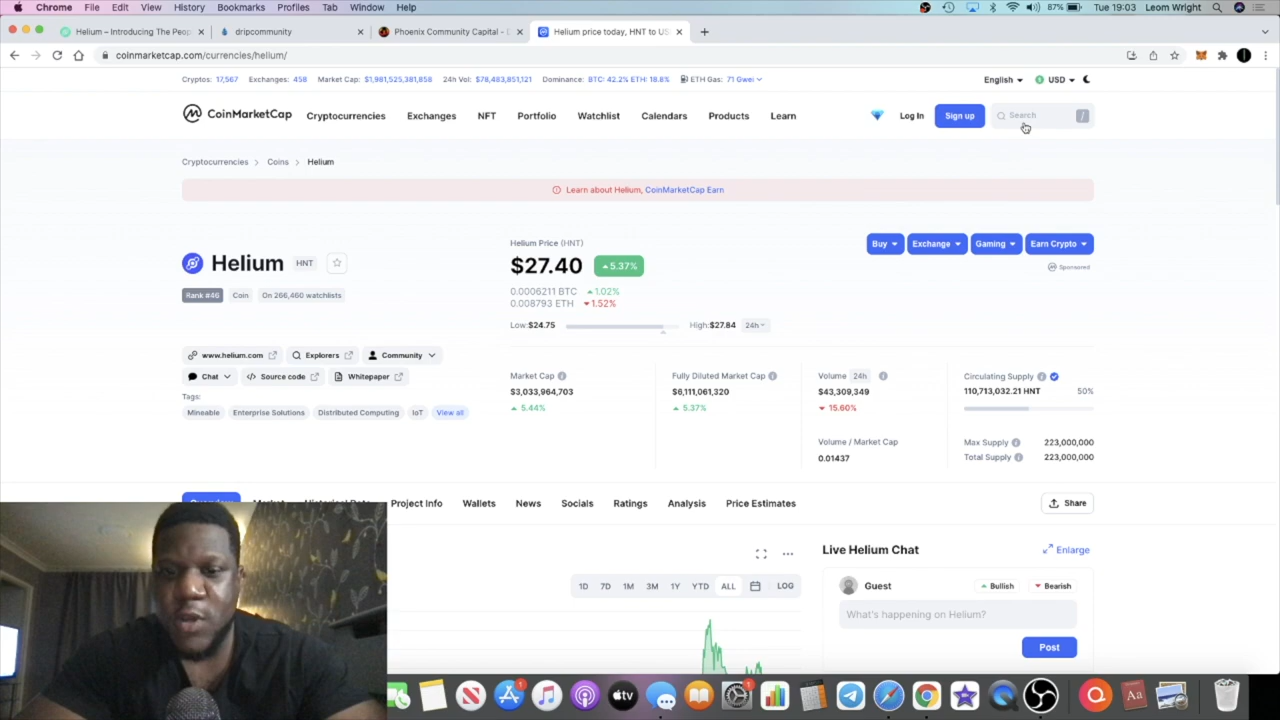 Chrome File Edit View History Bookmarks Profiles Tab Window Help 87% Tue 19:03 Leom Wright
Helium – Introducing The Peop dripcommunity Phoenix Community Capital - L Helium price today, HNT to US
coinmarketcap.com/currencies/helium/
Cryptos: 17,567 Exchanges: 458 Market Cap: $1,981,525,381,858 24h Vol: $78,483,851,121 Dominance: BTC: 42.2% ETH: 18.8% ETH Gas: 71 Gwei English USD
CoinMarketCap Cryptocurrencies Exchanges NFT Portfolio Watchlist Calendars Products Learn Log In Sign up Search /
Cryptocurrencies > Coins > Helium
Learn about Helium, CoinMarketCap Earn
Helium Price (HNT)
Buy Exchange Gaming Earn Crypto
Helium HNT
$27.40 5.37%
Sponsored
Rank #46 Coin On 266,460 watchlists
0.0006211 BTC 1.02%
0.008793 ETH 1.52%
Low: $24.75 High: $27.84 24h
www.helium.com Explorers Community
Chat Source code Whitepaper
Tags:
Mineable Enterprise Solutions Distributed Computing IoT View all
Market Cap Fully Diluted Market Cap Volume 24h Circulating Supply
$3,033,964,703 $6,111,061,320 $43,309,349 110,713,032.21 HNT 50%
5.44% 5.37% 15.60%
Volume / Market Cap
0.01437
Max Supply 223,000,000
Total Supply 223,000,000
Project Info Wallets News Socials Ratings Analysis Price Estimates Share
Live Helium Chat Enlarge
1D 7D 1M 3M 1Y YTD ALL LOG
Guest Bullish Bearish
What's happening on Helium?
Post
1
tv
1
Aa